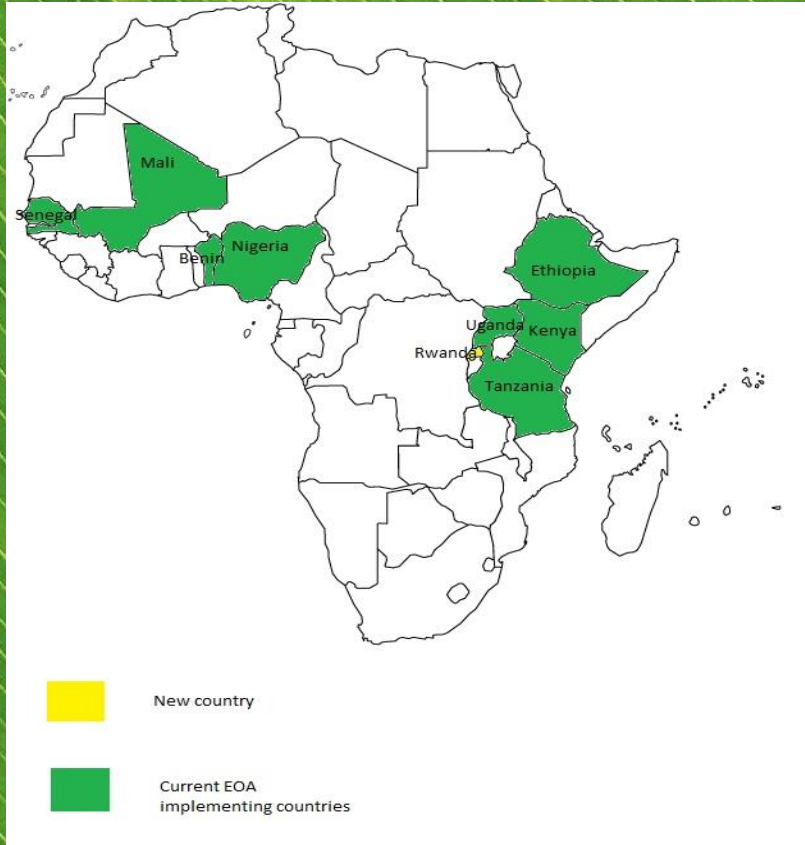 Mali
Senegal
Nigeria
Benin
Ethiopia
Uganda
Kenya
Rwanda
Tanzania
New country
Current EOA
implementing countries